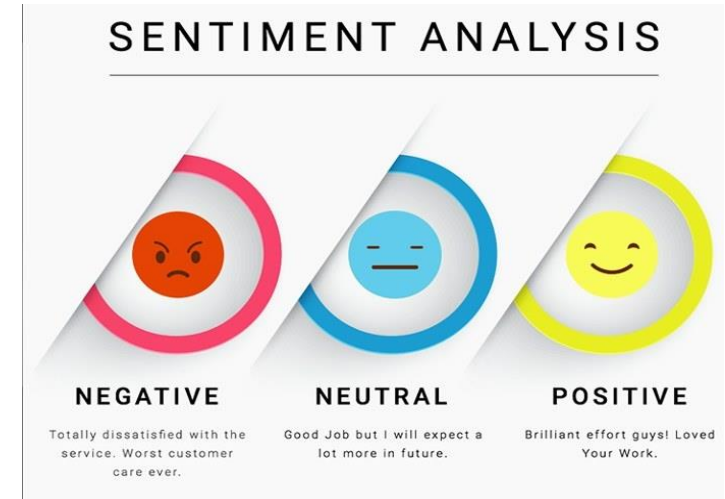 SENTIMENT ANALYSIS
NEGATIVE
Totally dissatisfied with the
service. Worst customer
care ever.
NEUTRAL
Good Job but I will expect a
lot more in future.
POSITIVE
Brilliant effort guys! Loved
Your Work.